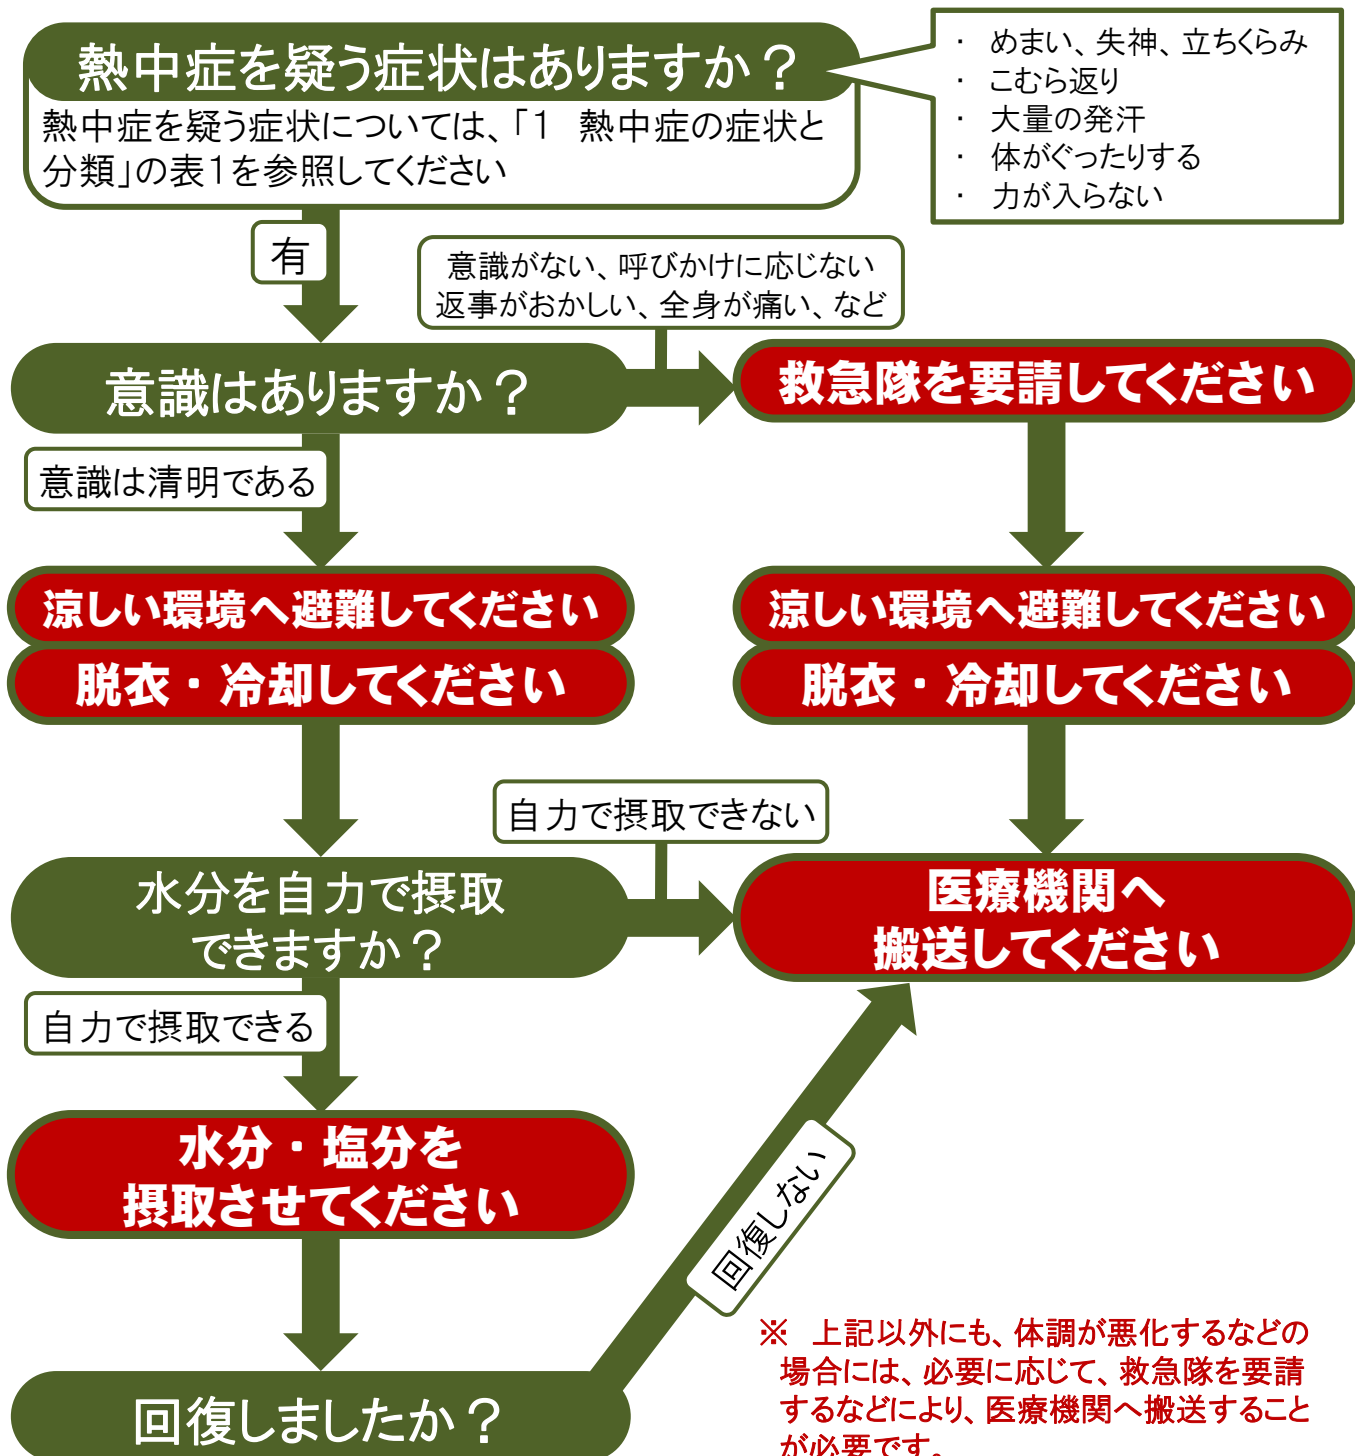 熱中症を疑う症状はありますか？
熱中症を疑う症状については、「１　熱中症の症状と
分類」の表１を参照してください
・　めまい、失神、立ちくらみ
・　こむら返り
・　大量の発汗
・　体がぐったりする
・　力が入らない
有
意識がない、呼びかけに応じない
返事がおかしい、全身が痛い、など
意識はありますか？
救急隊を要請してください
意識は清明である
涼しい環境へ避難してください
脱衣・冷却してください
涼しい環境へ避難してください
脱衣・冷却してください
自力で摂取できない
水分を自力で摂取
できますか？
医療機関へ
搬送してください
自力で摂取できる
水分・塩分を
摂取させてください
回復しない
回復しましたか？
※　上記以外にも、体調が悪化するなどの
場合には、必要に応じて、救急隊を要請
するなどにより、医療機関へ搬送すること
が必要です。